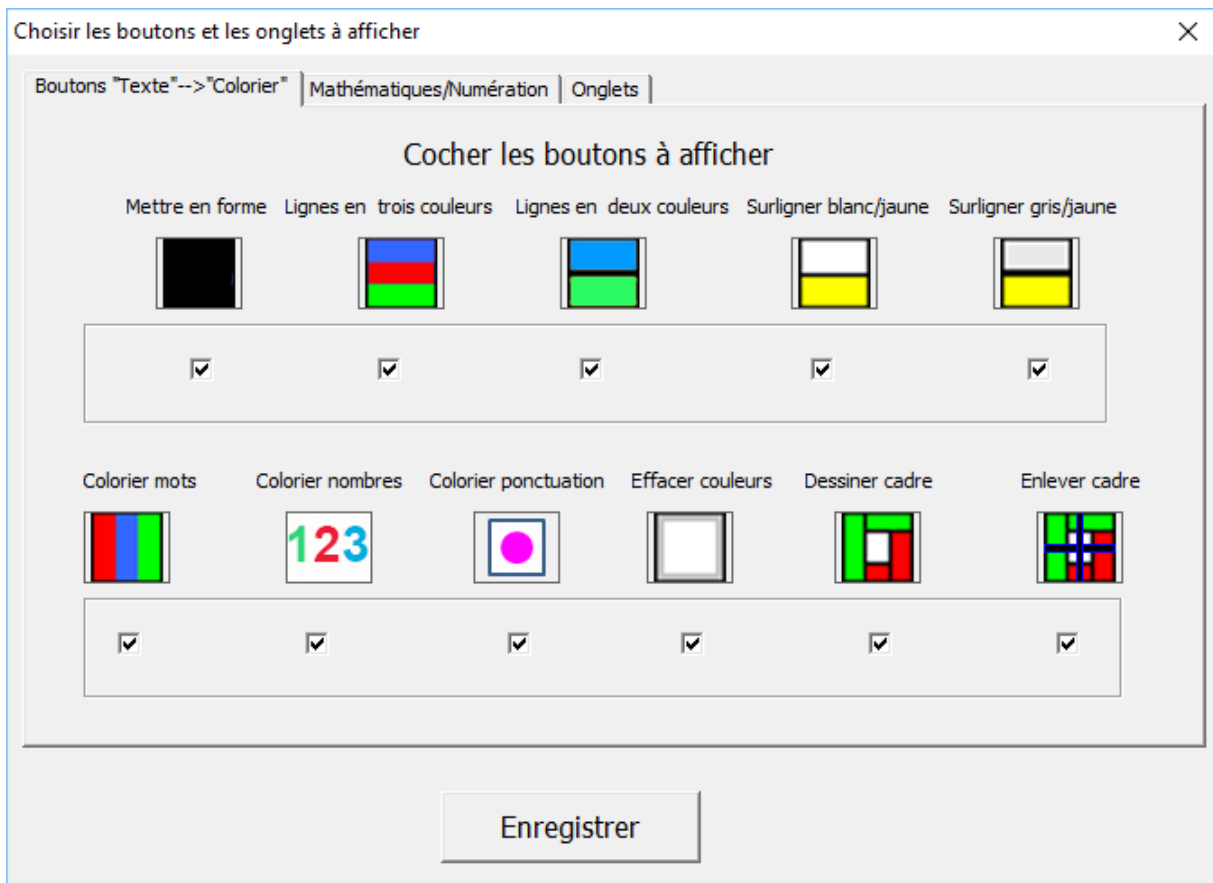 Choisir les boutons et les onglets à afficher
Boutons "Texte"-->"Colorier" Mathématiques/Numération Onglets
Cocher les boutons à afficher
Mettre en forme Lignes en trois couleurs Lignes en deux couleurs Surligner blanc/jaune Surligner gris/jaune
Colorier mots Colorier nombres Colorier ponctuation Effacer couleurs Dessiner cadre Enlever cadre
123
Enregistrer